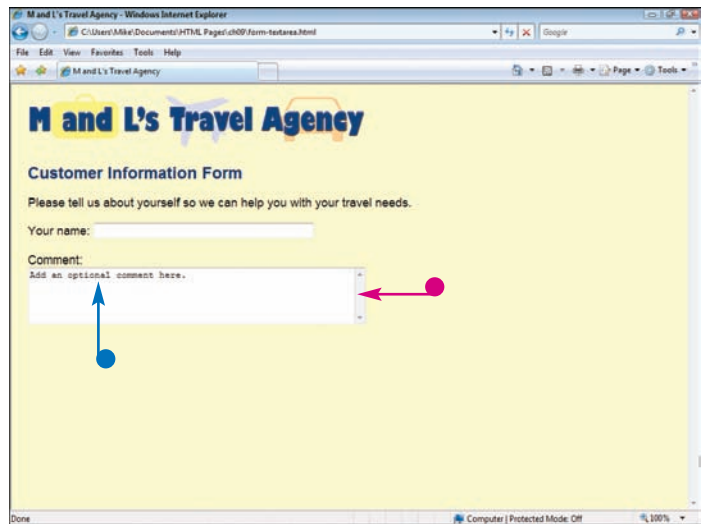 M and L's Travel Agency - Windows Internet Explorer
C:\Users\Mike\Documents\HTML Pages\ch09\form-textarea.html
Google
File Edit View Favorites Tools Help
M and L's Travel Agency
Page Tools
M and L's Travel Agency
Customer Information Form
Please tell us about yourself so we can help you with your travel needs.
Your name:
Comment:
Add an optional comment here.
Done
Computer | Protected Mode: Off
100%